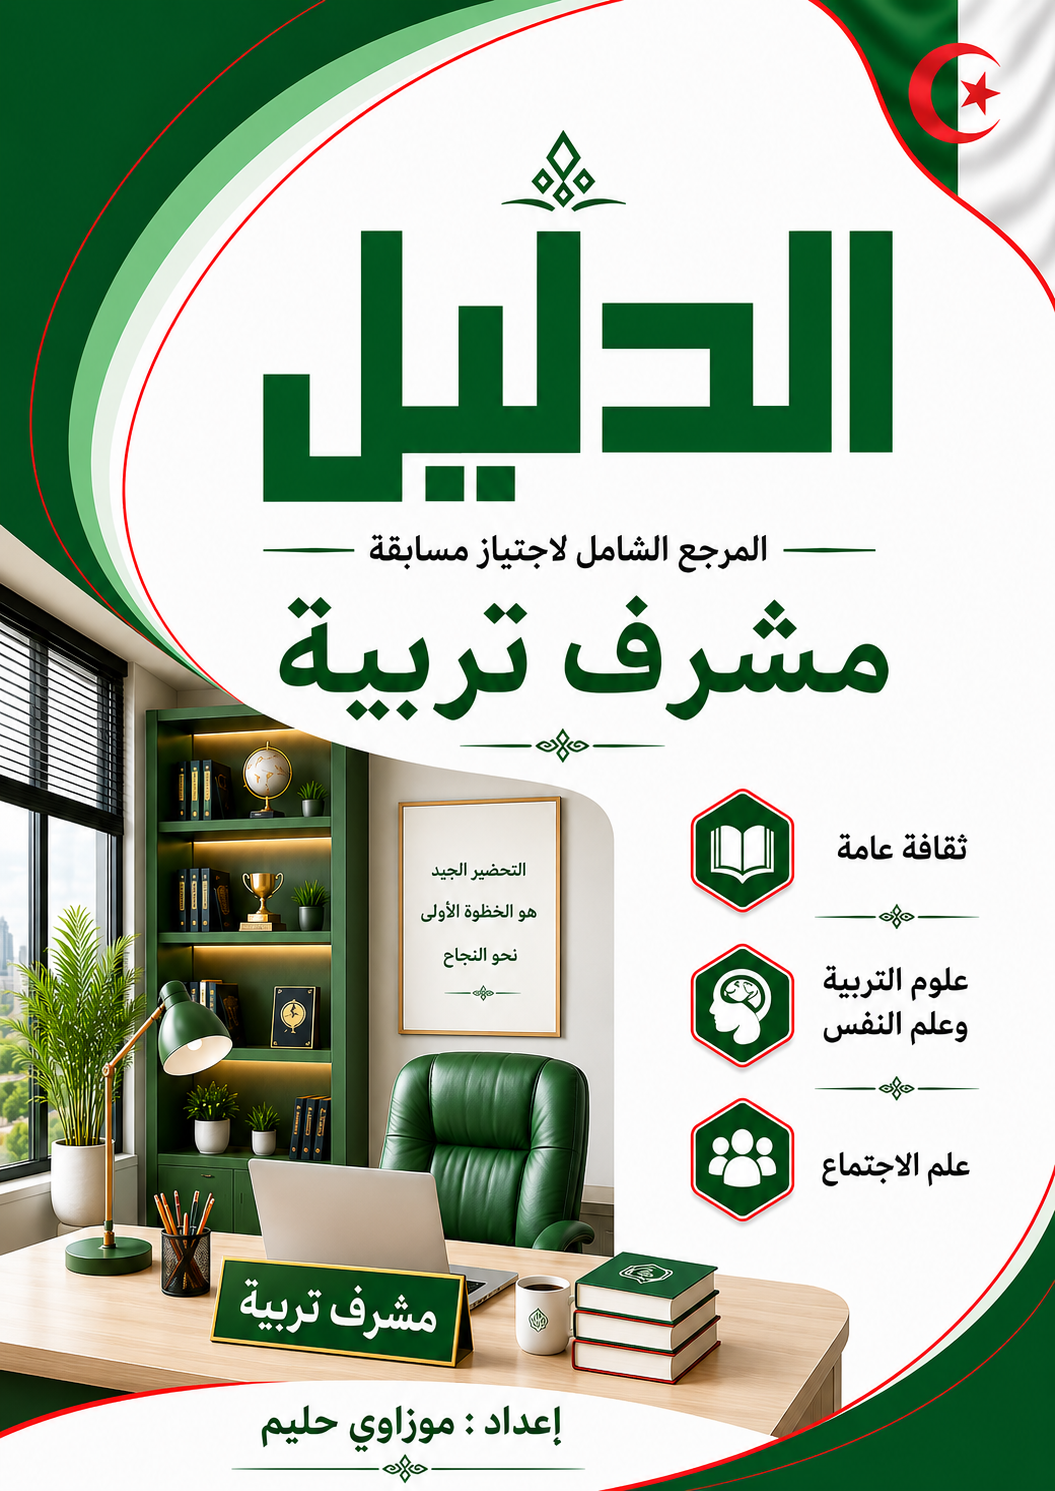 الدليل
المرجع الشامل لاجتياز مسابقة
مشرف تربية
ثقافة عامة
علوم التربية
وعلم النفس
علم الاجتماع
التحضير الجيد
هو الخظوة الأولى
نحو النجاح
مشرف تربية
إعداد : موزاوي حليم